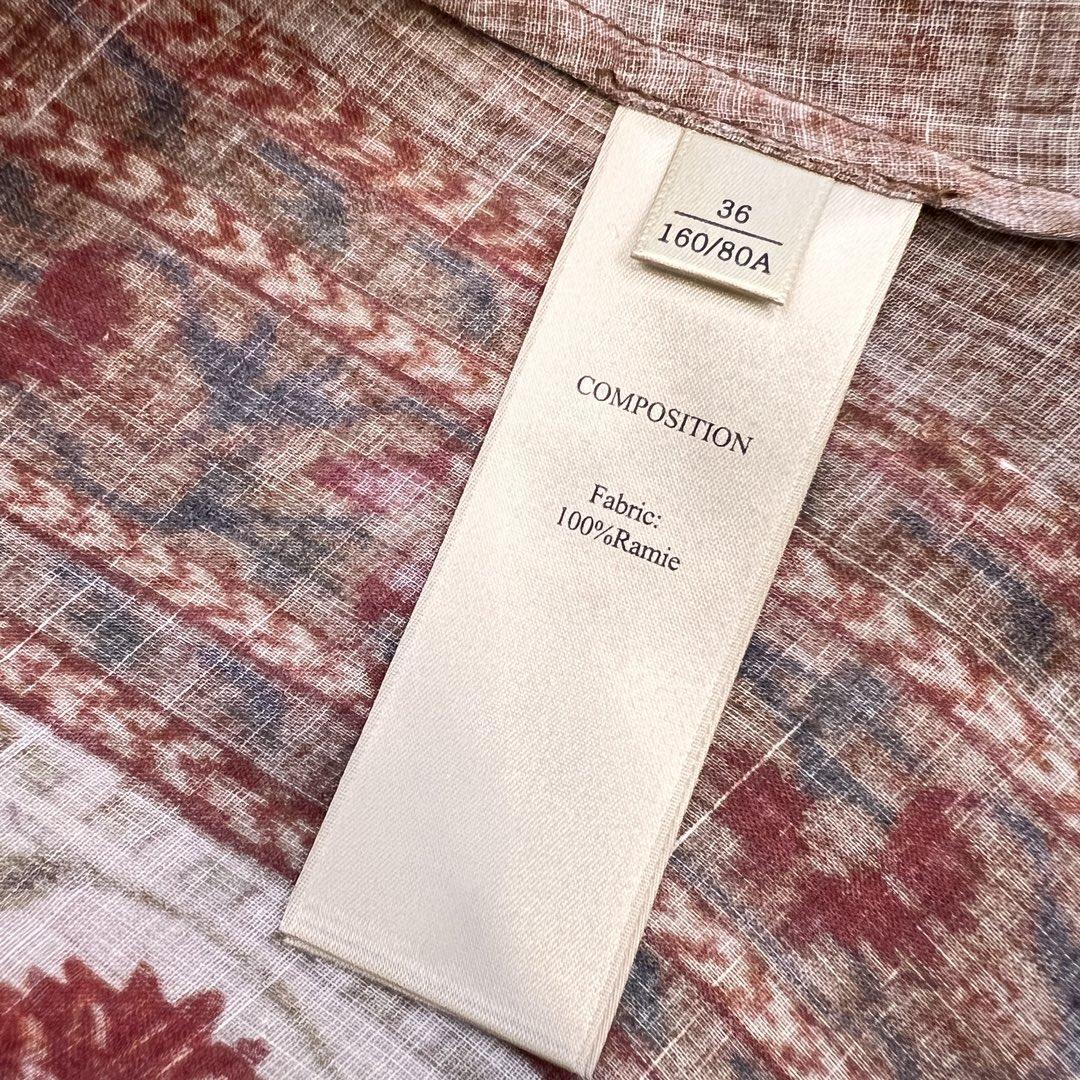 36
160/80A
COMPOSITION
Fabric:
100%Ramie